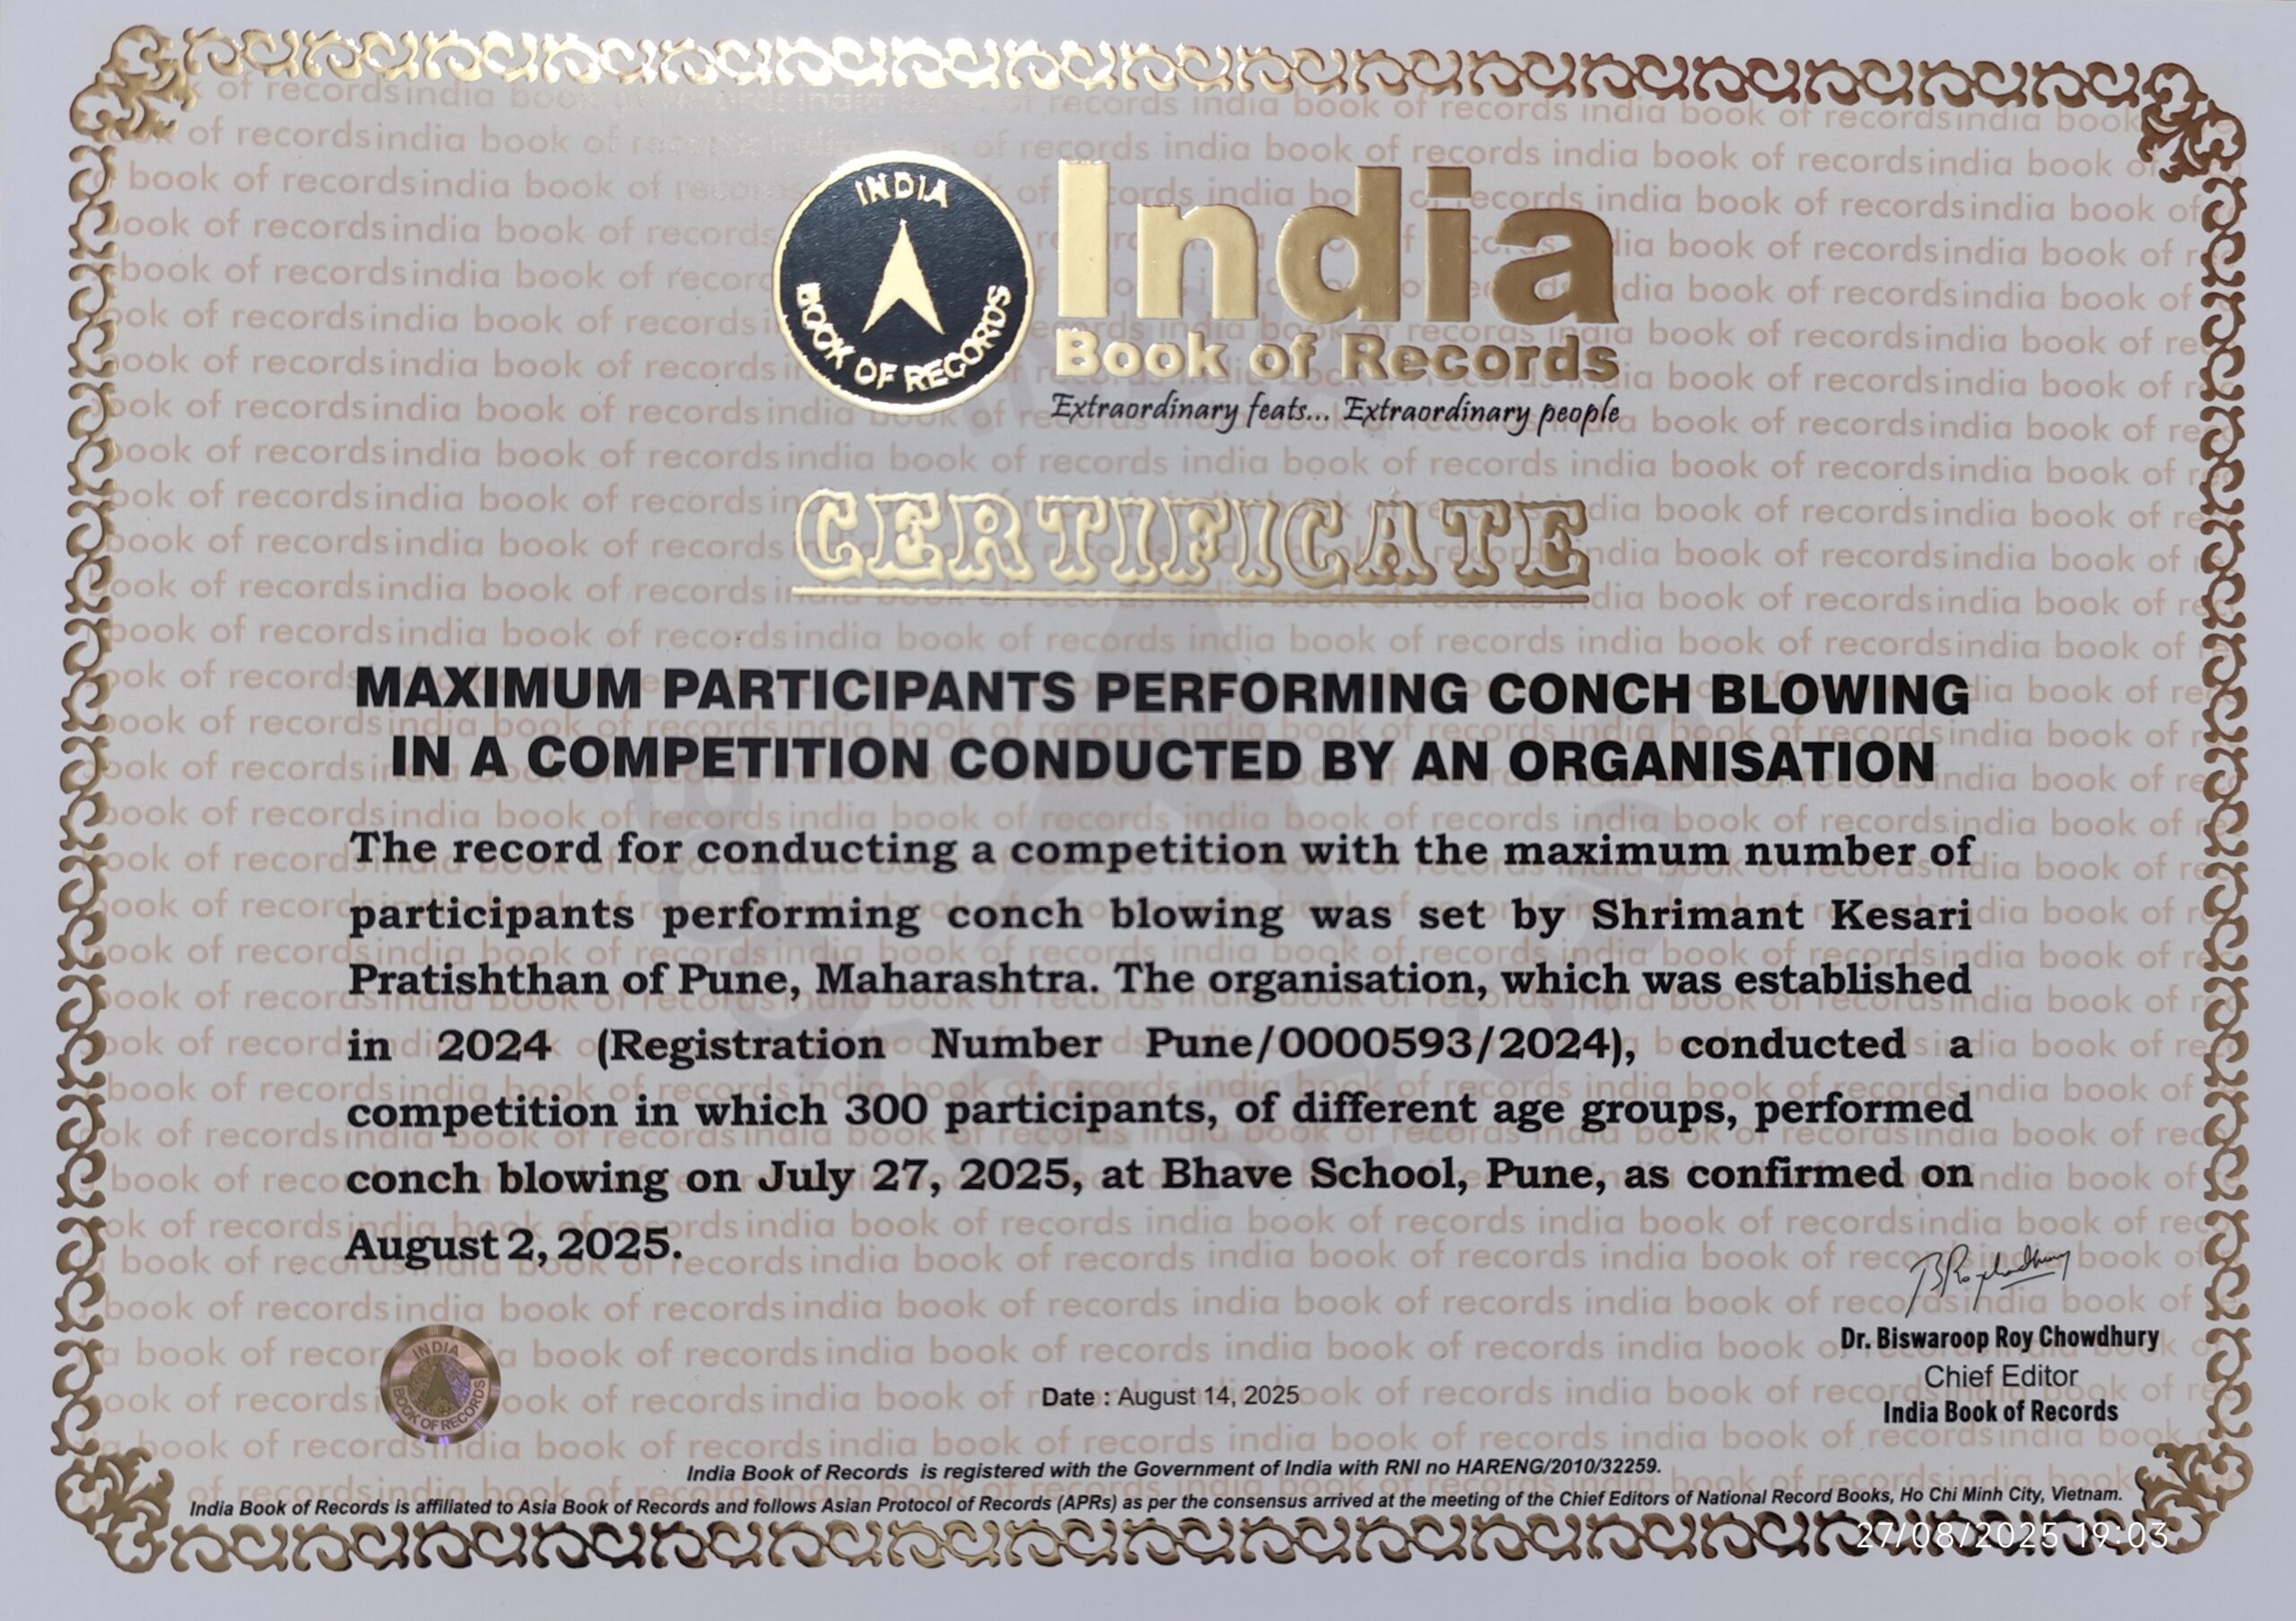 INDIA
BOOK OF RECORDS
India
Book of Records
Extraordinary feats... Extraordinary people
CERTIFICATE
MAXIMUM PARTICIPANTS PERFORMING CONCH BLOWING
IN A COMPETITION CONDUCTED BY AN ORGANISATION
The record for conducting a competition with the maximum number of
participants performing conch blowing was set by Shrimant Kesari
Pratishthan of Pune, Maharashtra. The organisation, which was established
in 2024 (Registration Number Pune/0000593/2024), conducted a
competition in which 300 participants, of different age groups, performed
conch blowing on July 27, 2025, at Bhave School, Pune, as confirmed on
August 2, 2025.
Dr. Biswaroop Roy Chowdhury
Chief Editor
India Book of Records
INDIA
BOOK OF RECORDS
Date : August 14, 2025
India Book of Records is registered with the Government of India with RNI no HARENG/2010/32259.
India Book of Records is affiliated to Asia Book of Records and follows Asian Protocol of Records (APRs) as per the consensus arrived at the meeting of the Chief Editors of National Record Books, Ho Chi Minh City, Vietnam.
27/08/2025 19:03